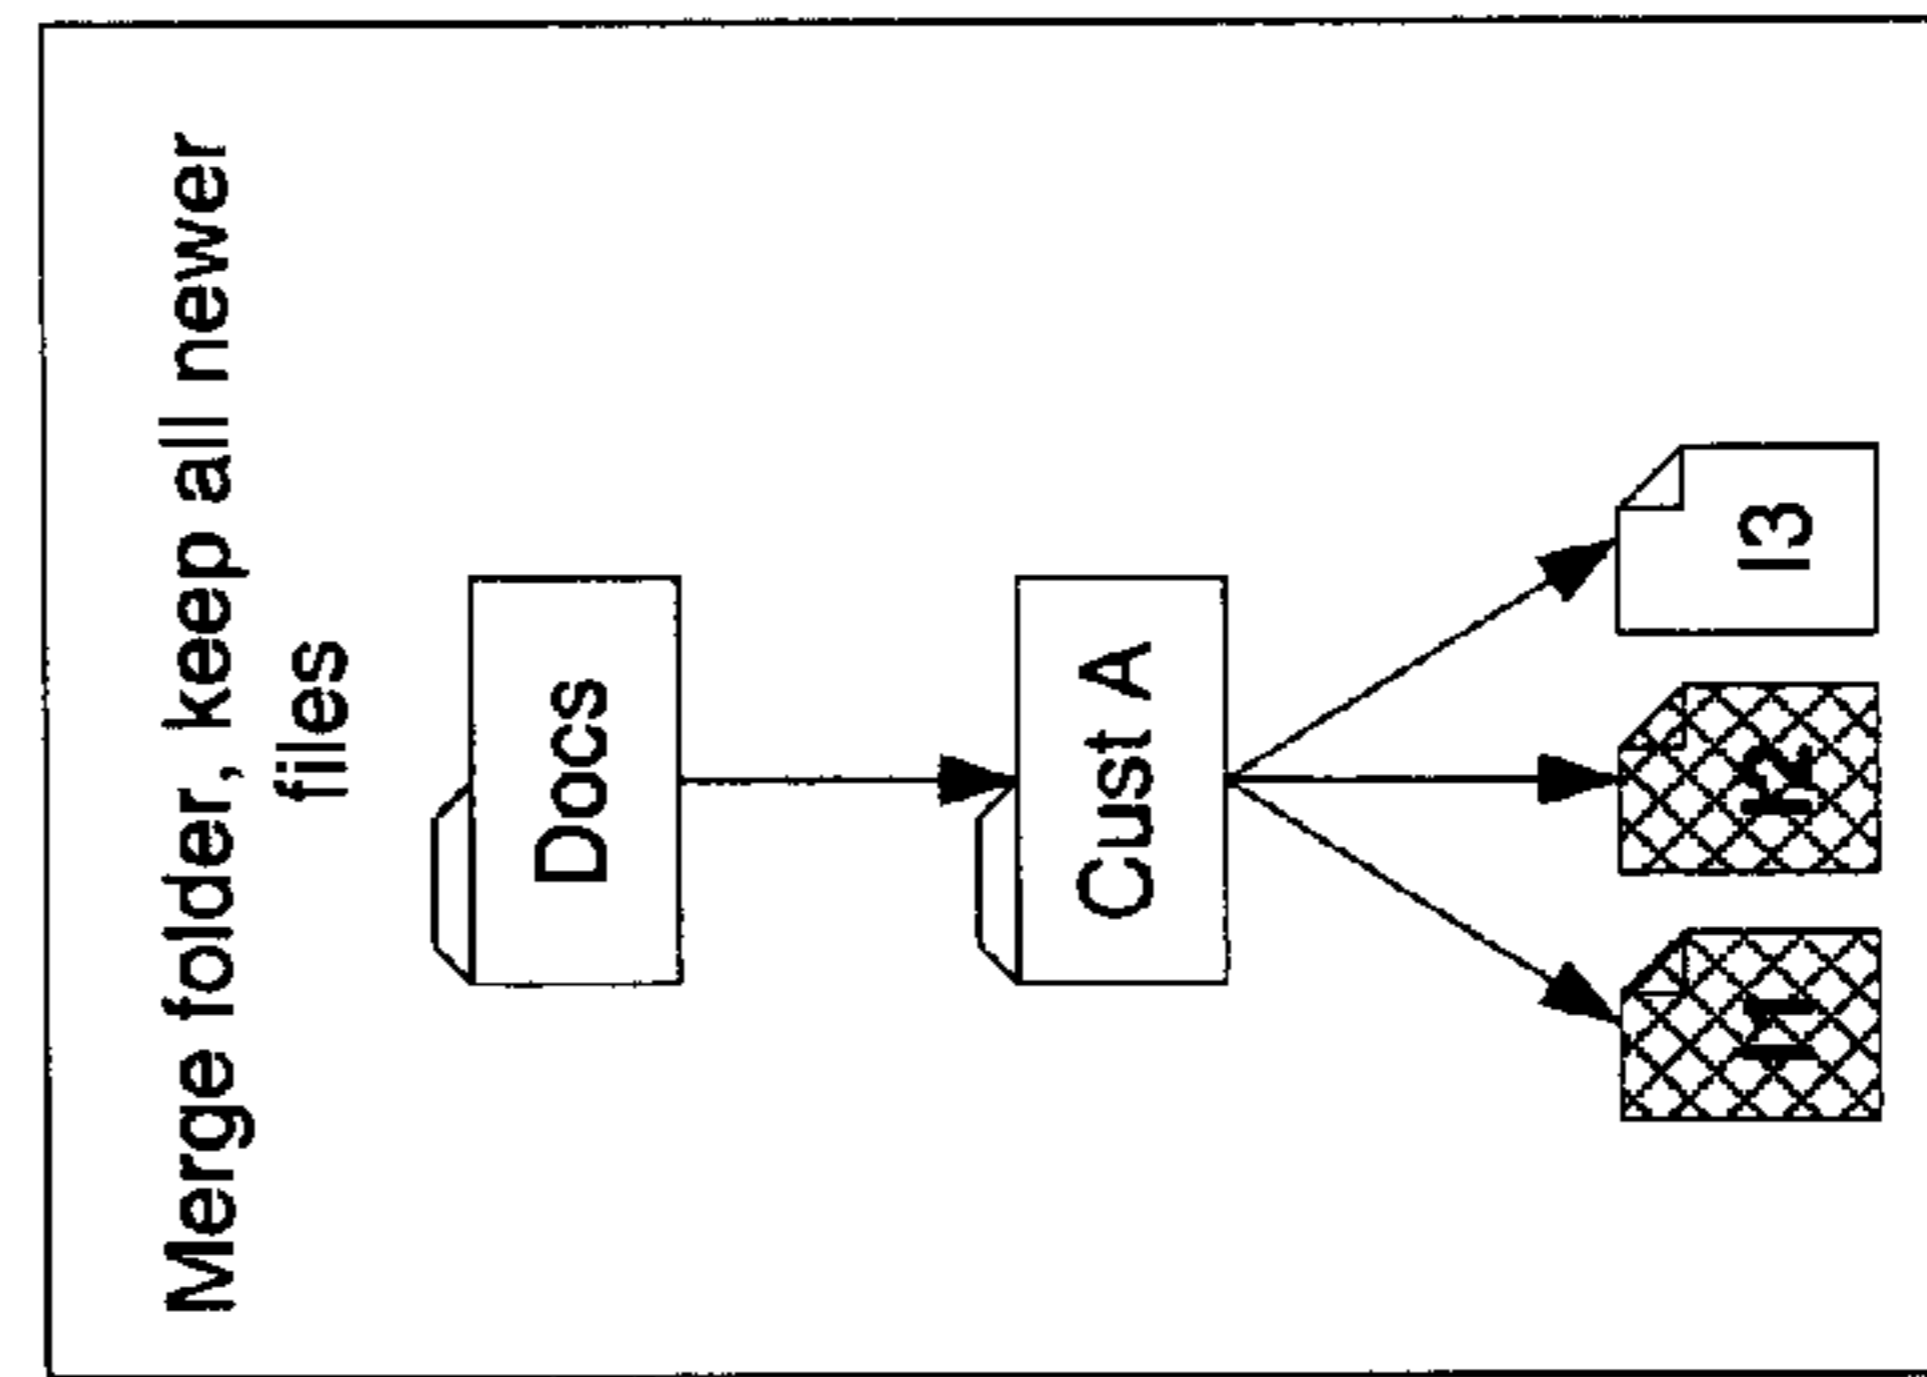 Merge folder, keep all newer
files
Docs
Cust A
I1
I2
I3